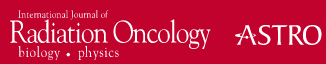 International Journal of
Radiation Oncology
biology • physics
ASTRO